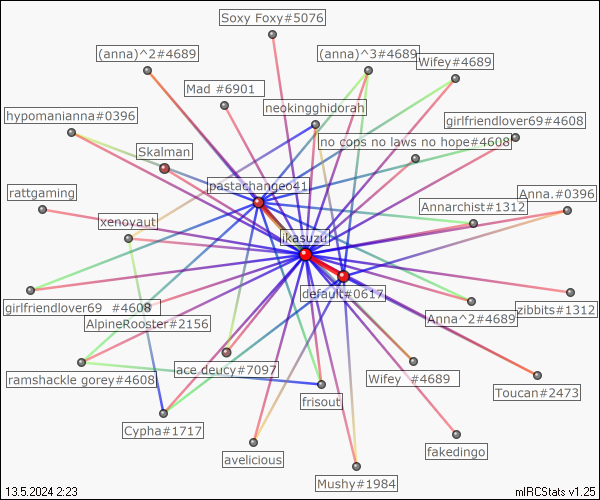 Soxy Foxy#5076
(anna)^2#4689
(anna)^3#4689
Wifey#4689
Mad #6901
neokingghidorah
hypomanianna#0396
girlfriendlover69#4608
no cops no laws no hope#4608
Skalman
pastachangeo41
rattgaming
Anna.#0396
Annarchist#1312
xenoyaut
ikasuzu
default#0617
girlfriendlover69 #4608
zibbits#1312
Anna^2#4689
AlpineRooster#2156
ace deucy#7097
ramshackle gorey#4608
Wifey #4689
Toucan#2473
frisout
Cypha#1717
fakedingo
avelicious
Mushy#1984
13.5.2024 2:23
mIRCStats v1.25